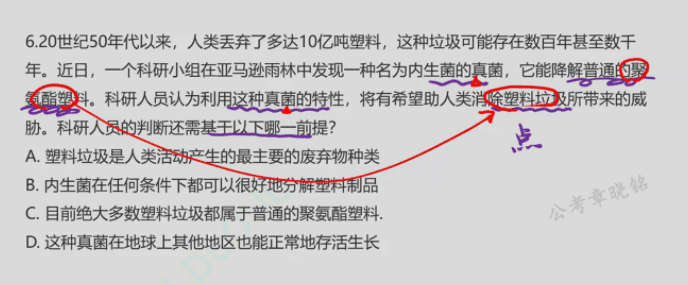 6.20世纪50年代以来，人类丢弃了多达10亿吨塑料，这种垃圾可能存在数百年甚至数千
年。近日，一个科研小组在亚马逊雨林中发现一种名为内生菌的真菌，它能降解普通的聚
氨酯塑料。科研人员认为利用这种真菌的特性，将有希望助人类消除塑料垃圾所带来的威
胁。科研人员的判断还需基于以下哪一前提？
点
A. 塑料垃圾是人类活动产生的最主要的废弃物种类
B. 内生菌在任何条件下都可以很好地分解塑料制品
C. 目前绝大多数塑料垃圾都属于普通的聚氨酯塑料.
D. 这种真菌在地球上其他地区也能正常地存活生长
公考章晓铭